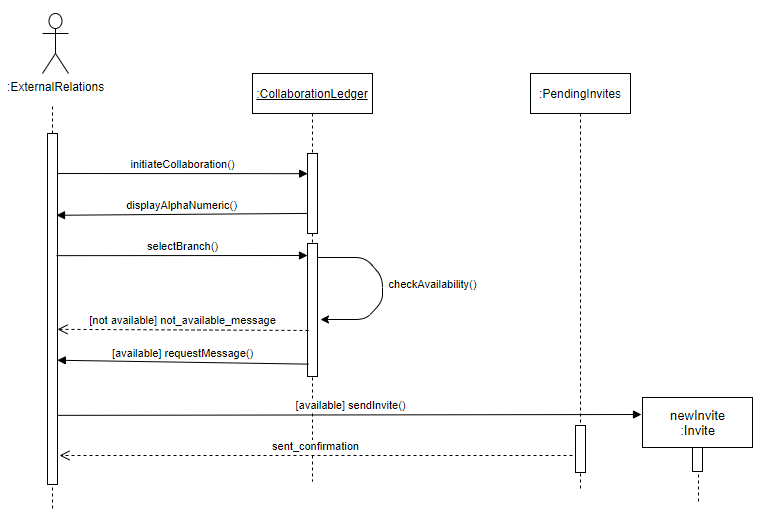 :ExternalRelations
:CollaborationLedger
:PendingInvites
initiateCollaboration()
displayAlphaNumeric()
selectBranch()
checkAvailability()
[not available] not_available_message
[available] requestMessage()
[available] sendInvite()
newInvite
:Invite
sent_confirmation